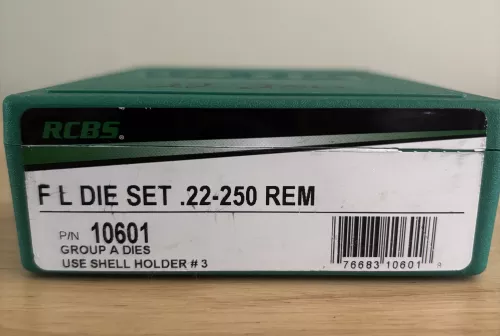 RCBS®
F L DIE SET .22-250 REM
P/N 10601
GROUP A DIES
USE SHELL HOLDER # 3
76683 10601